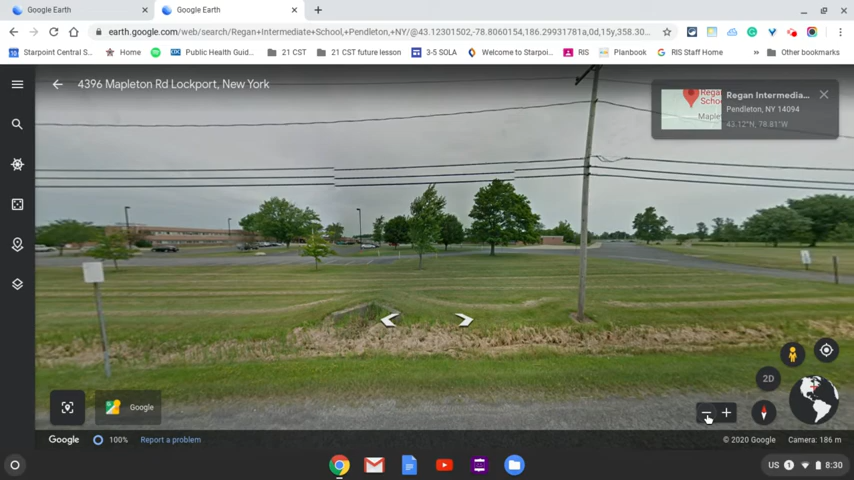 Google Earth
Google Earth
earth.google.com/web/search/Regan+Intermediate+School,+Pendleton,+NY/@43.12301502,-78.8060154,186.29931781a,0d,15y,358.30...
Starpoint Central S...
Home
Public Health Guid...
21 CST
21 CST future lesson
3-5 SOLA
Welcome to Starpoi...
RIS
Planbook
RIS Staff Home
»
Other bookmarks
4396 Mapleton Rd Lockport, New York
Regan
Scho
Maple
Regan Intermedia...
Pendleton, NY 14094
43.12°N, 78.81°W
2D
Google
Google
100%
Report a problem
© 2020 Google
Camera: 186 m
US
1
8:30